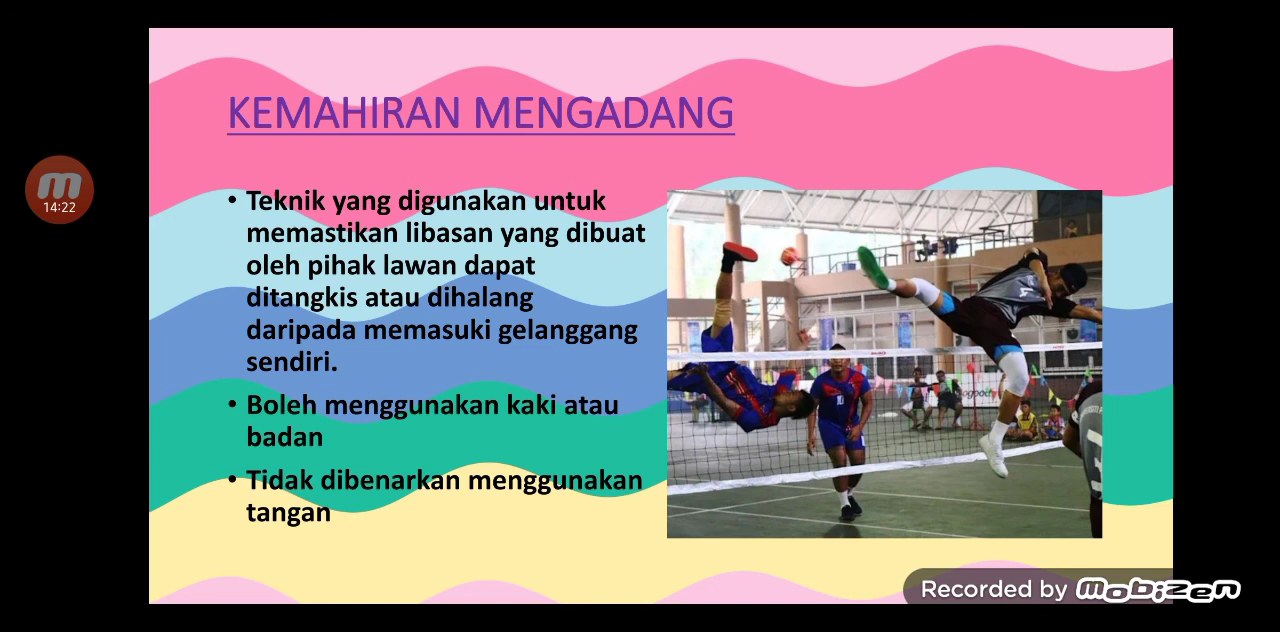 KEMAHIRAN MENGADANG
• Teknik yang digunakan untuk
memastikan libasan yang dibuat
oleh pihak lawan dapat
ditangkis atau dihalang
daripada memasuki gelanggang
sendiri.
• Boleh menggunakan kaki atau
badan
• Tidak dibenarkan menggunakan
tangan
14:22
Recorded by mobizen